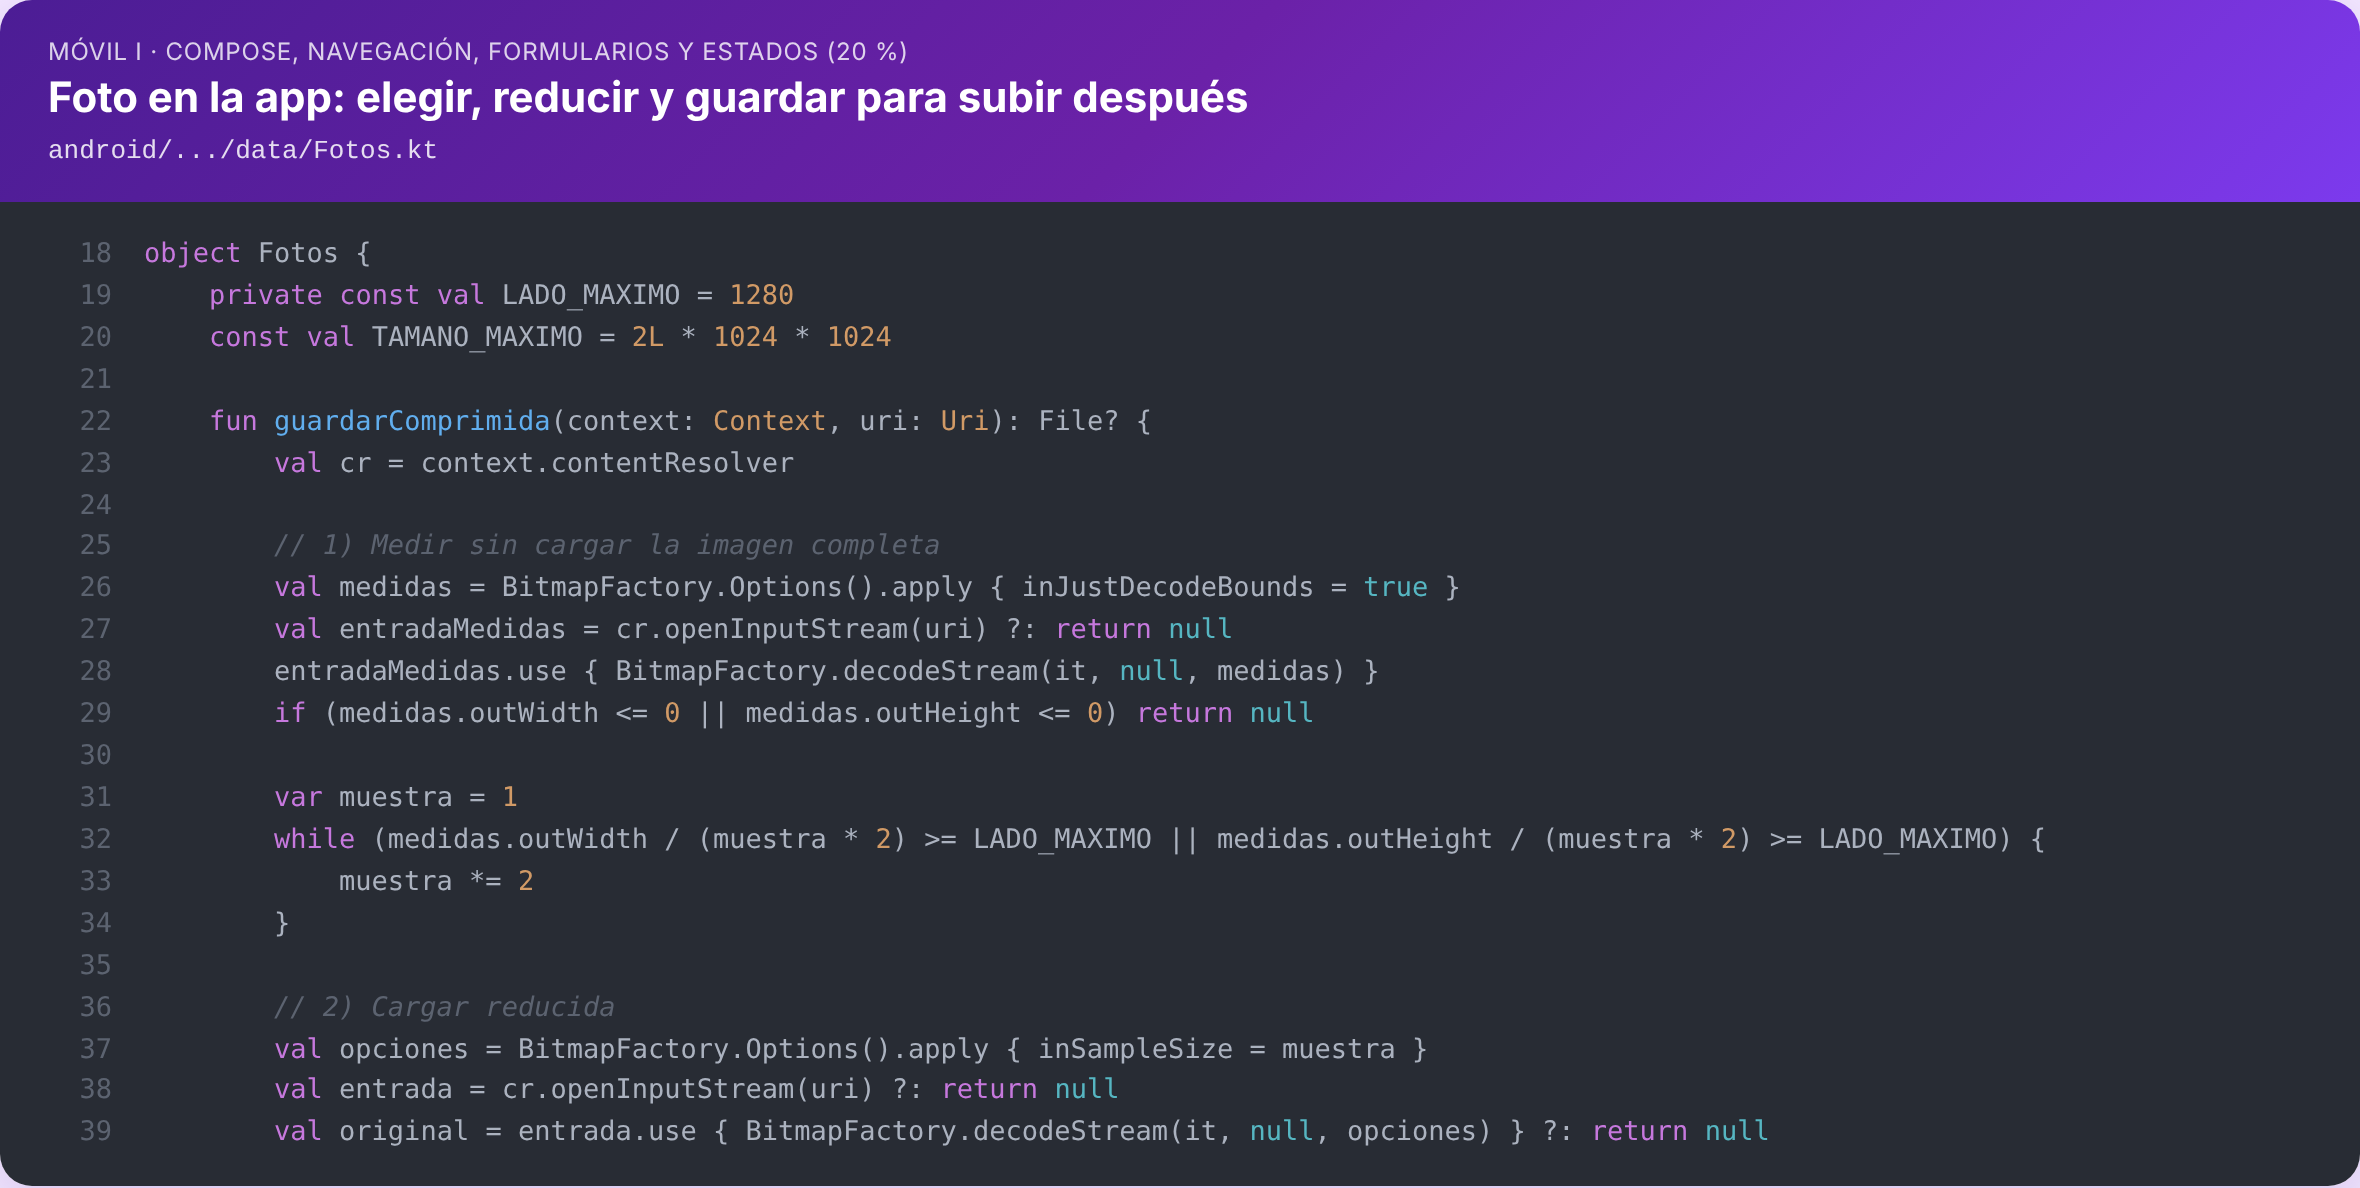 MÓVIL I · COMPOSE, NAVEGACIÓN, FORMULARIOS Y ESTADOS (20 %)
Foto en la app: elegir, reducir y guardar para subir después
android/.../data/Fotos.kt
18 object Fotos {
19     private const val LADO_MAXIMO = 1280
20     const val TAMANO_MAXIMO = 2L * 1024 * 1024
21
22     fun guardarComprimida(context: Context, uri: Uri): File? {
23         val cr = context.contentResolver
24
25         // 1) Medir sin cargar la imagen completa
26         val medidas = BitmapFactory.Options().apply { inJustDecodeBounds = true }
27         val entradaMedidas = cr.openInputStream(uri) ?: return null
28         entradaMedidas.use { BitmapFactory.decodeStream(it, null, medidas) }
29         if (medidas.outWidth <= 0 || medidas.outHeight <= 0) return null
30
31         var muestra = 1
32         while (medidas.outWidth / (muestra * 2) >= LADO_MAXIMO || medidas.outHeight / (muestra * 2) >= LADO_MAXIMO) {
33             muestra *= 2
34         }
35
36         // 2) Cargar reducida
37         val opciones = BitmapFactory.Options().apply { inSampleSize = muestra }
38         val entrada = cr.openInputStream(uri) ?: return null
39         val original = entrada.use { BitmapFactory.decodeStream(it, null, opciones) } ?: return null